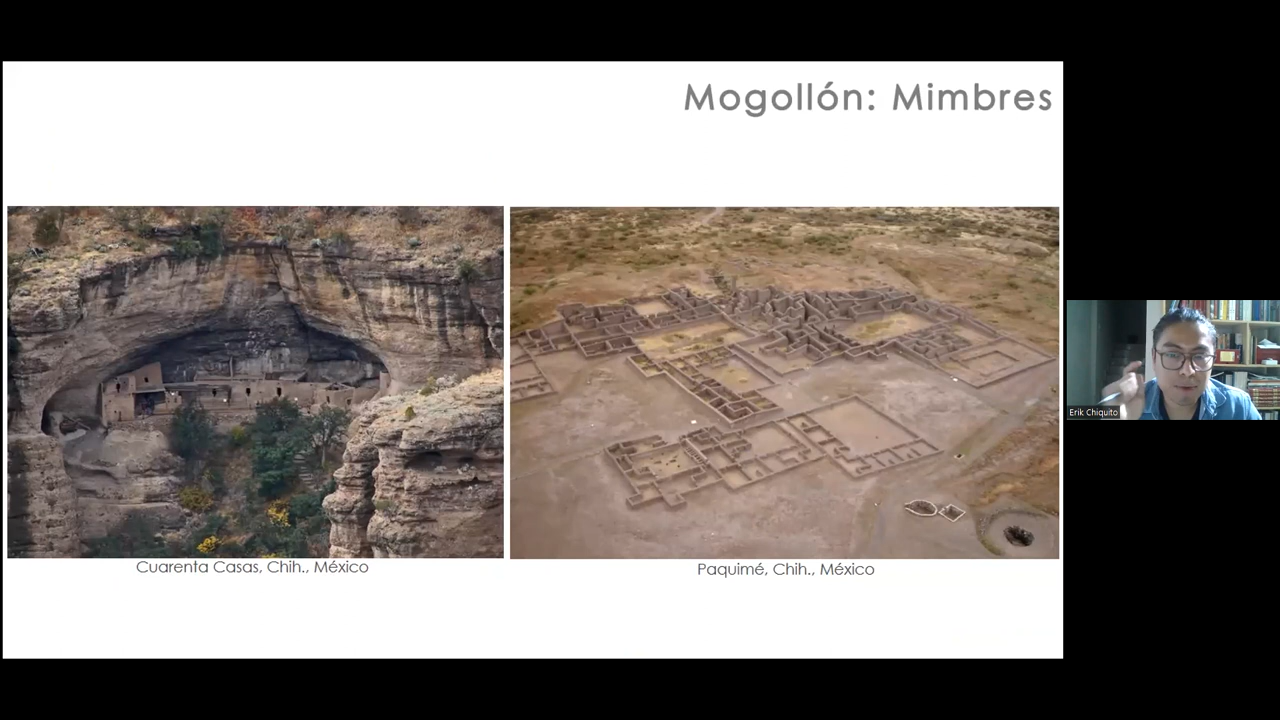 Mogollón: Mimbres
Cuarenta Casas, Chih., México
Paquimé, Chih., México
Erik Chiquito